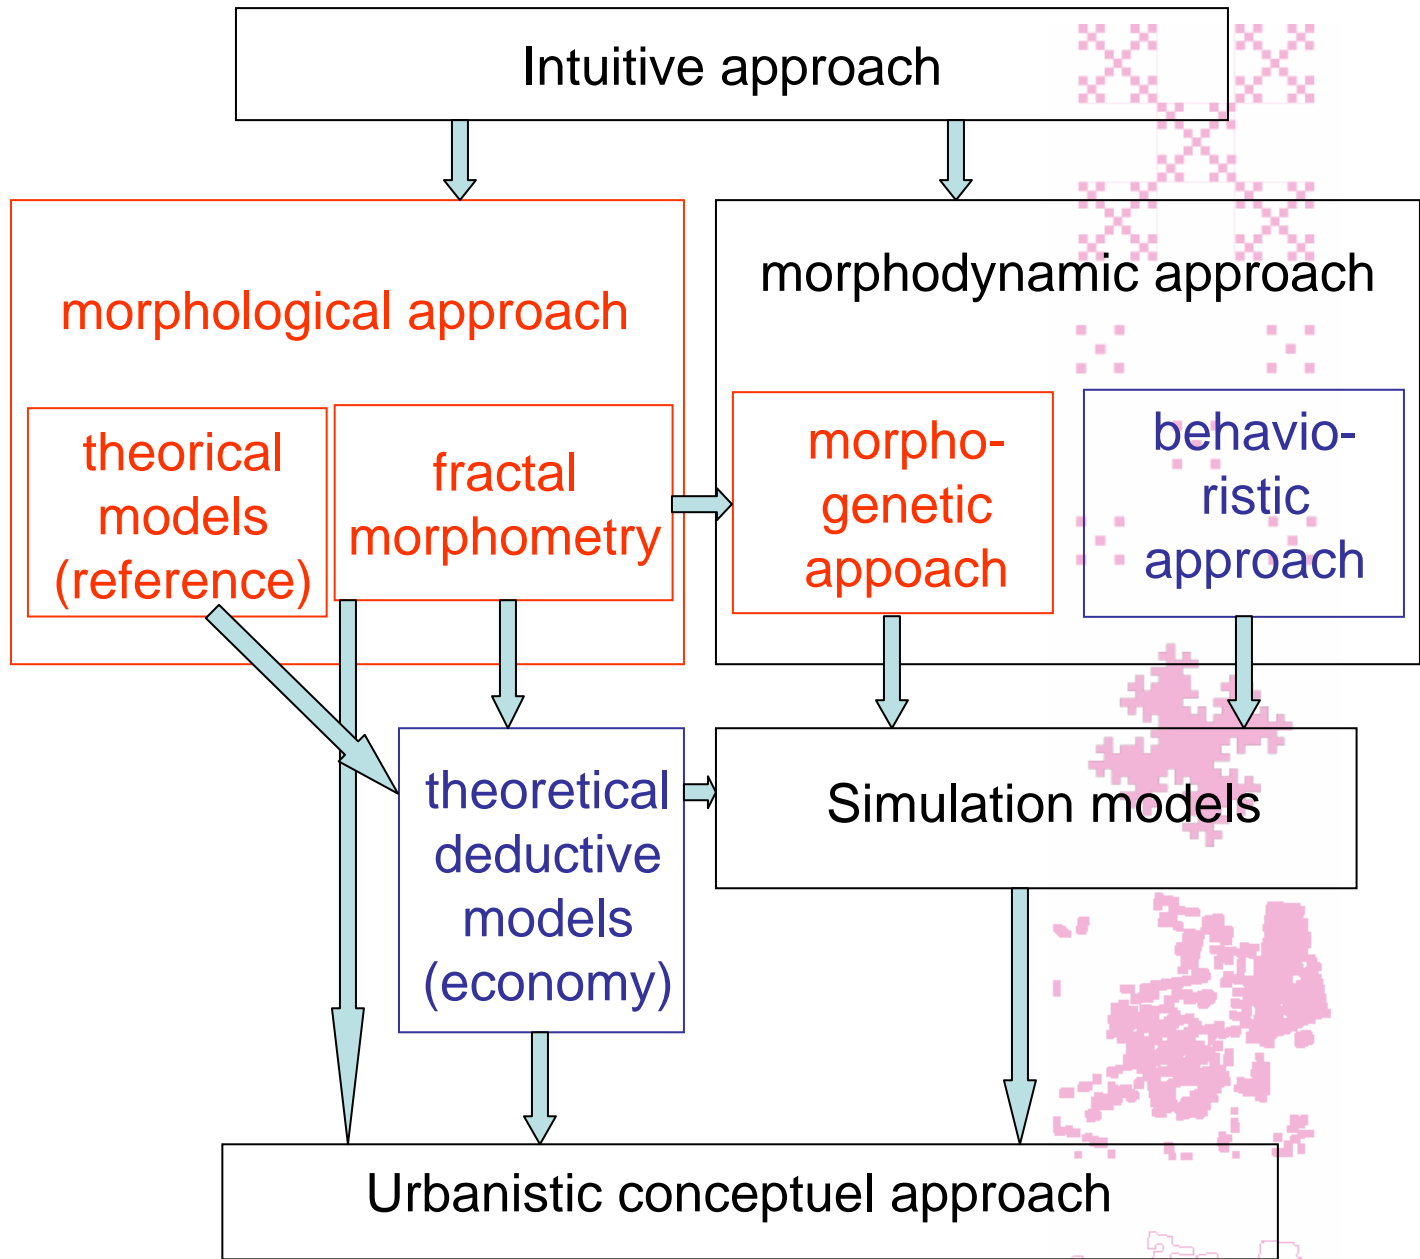 Intuitive approach
morphological approach
morphodynamic approach
theorical
models
(reference)
fractal
morphometry
morpho-
genetic
appoach
behavio-
ristic
approach
theoretical
deductive
models
(economy)
Simulation models
Urbanistic conceptuel approach